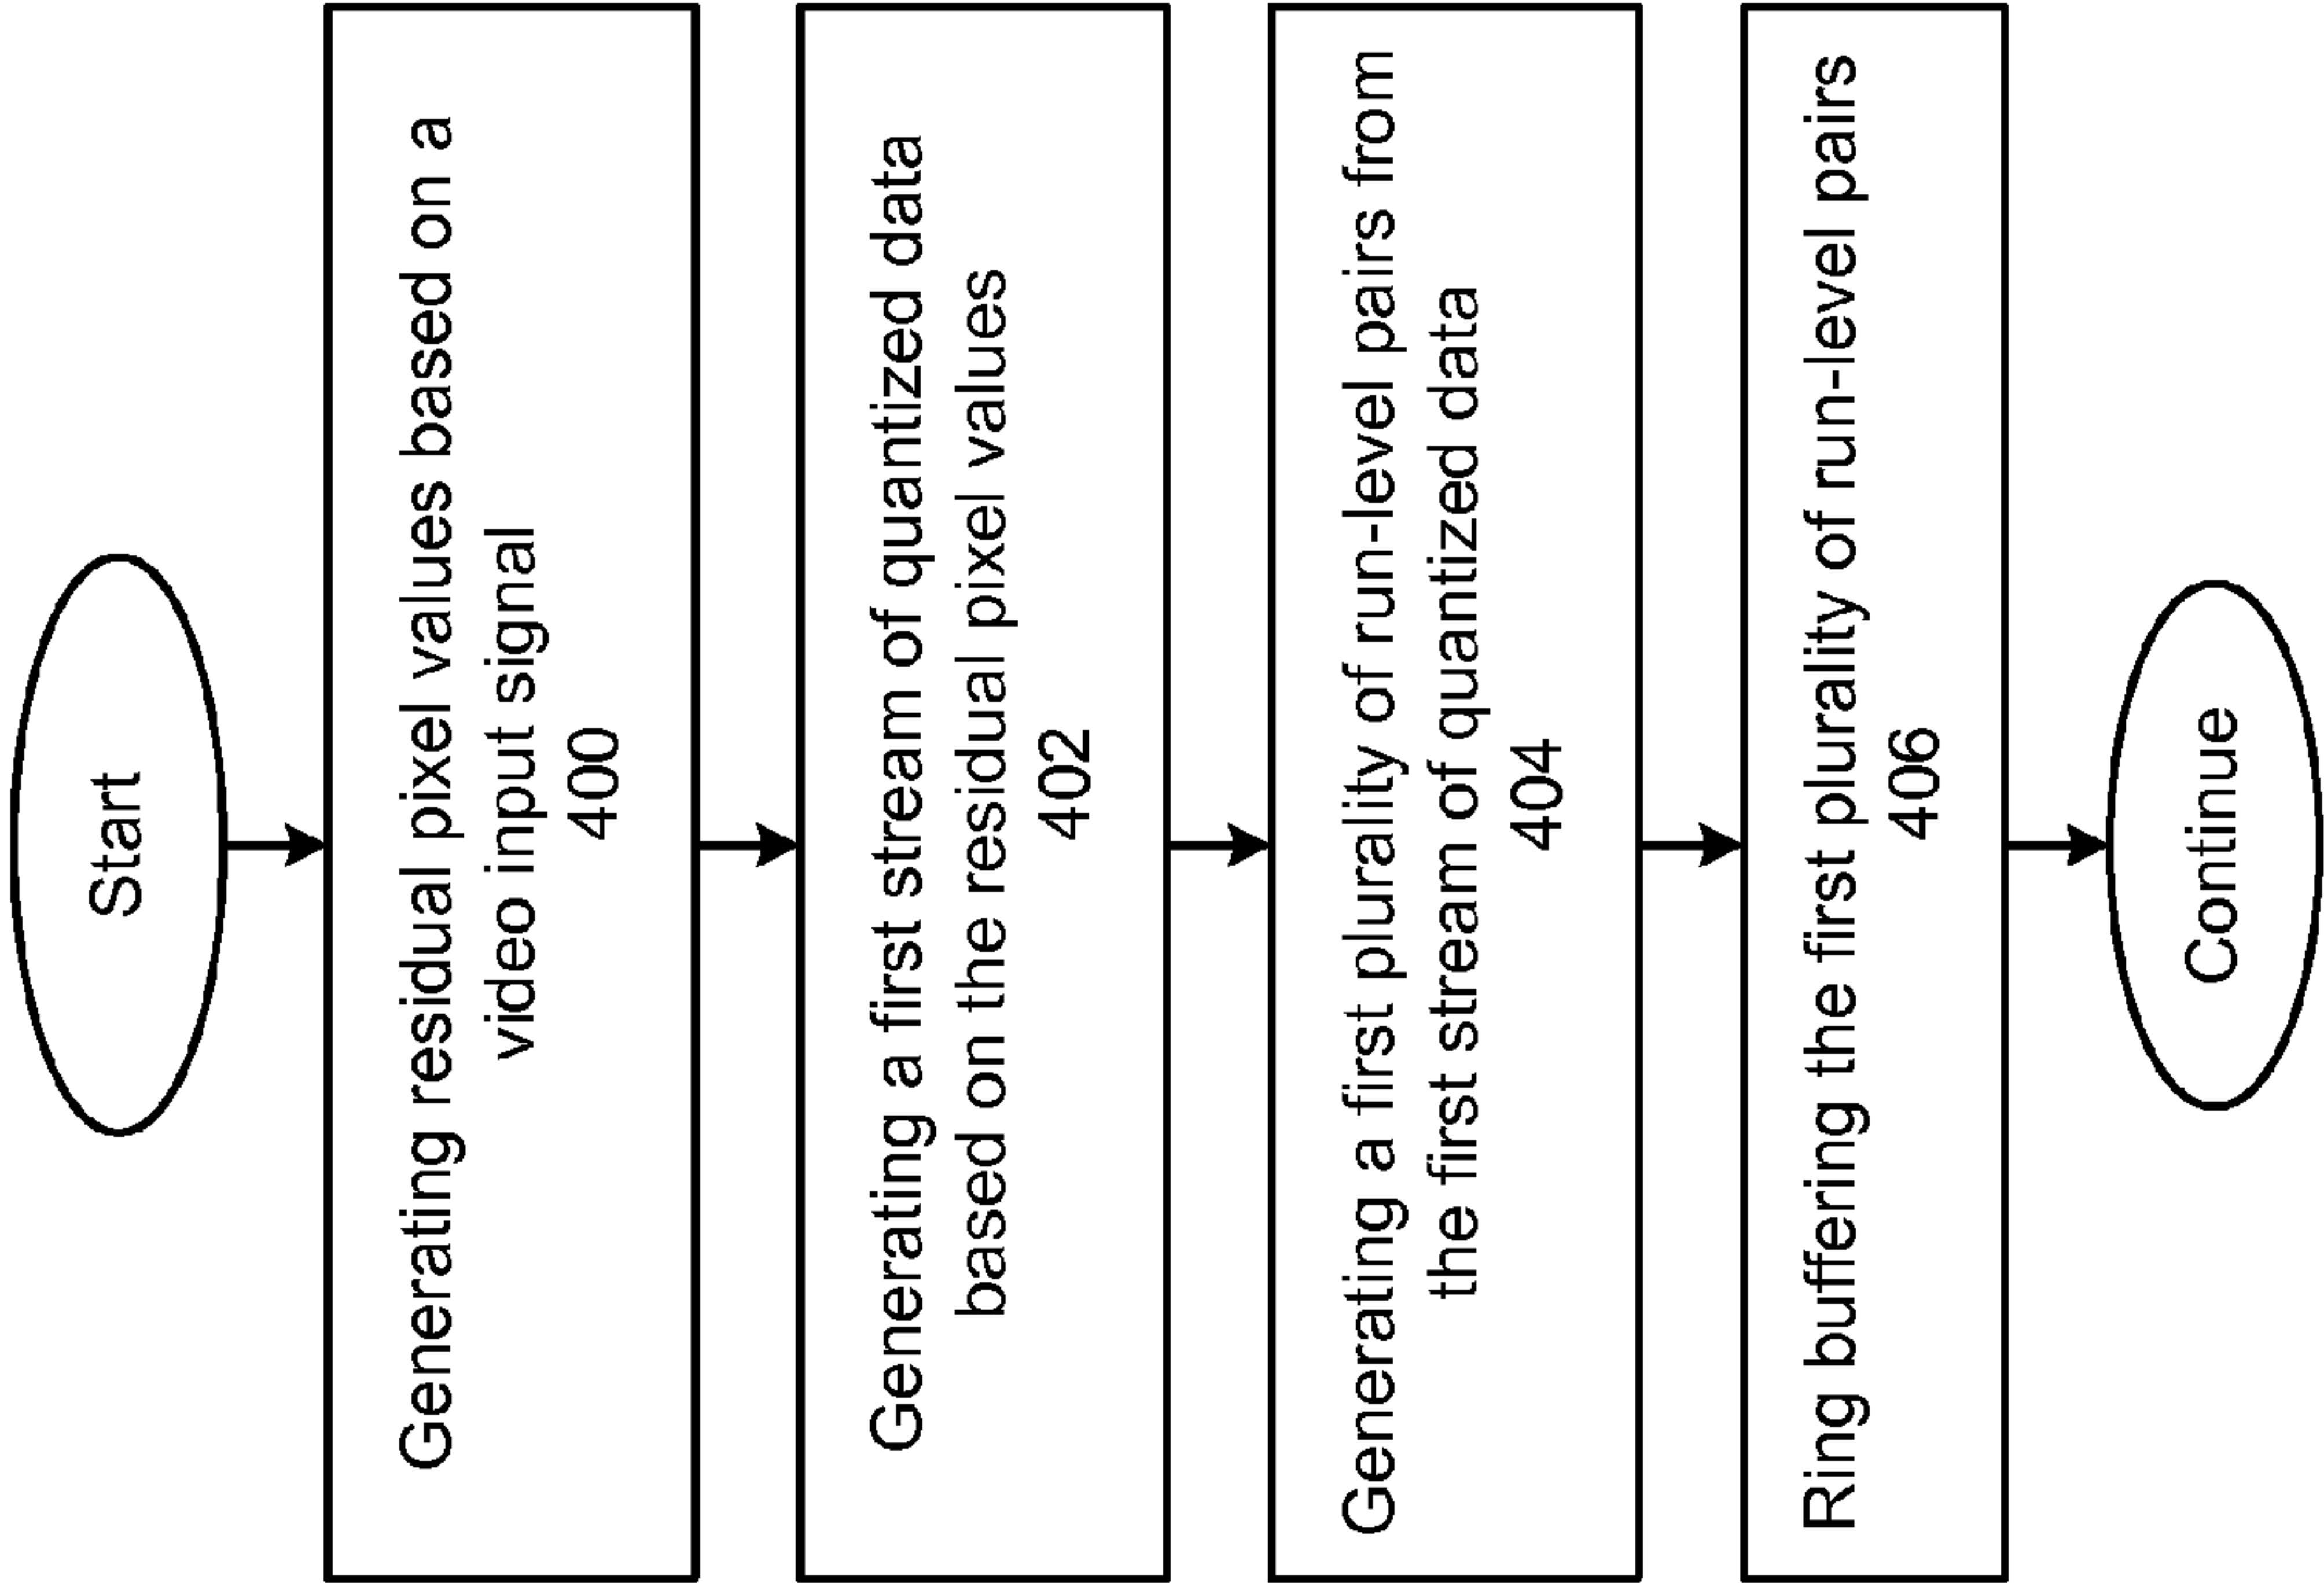 Start
Generating residual pixel values based on a
video input signal
400
Generating a first stream of quantized data
based on the residual pixel values
402
Generating a first plurality of run-level pairs from
the first stream of quantized data
404
Ring buffering the first plurality of run-level pairs
406
Continue